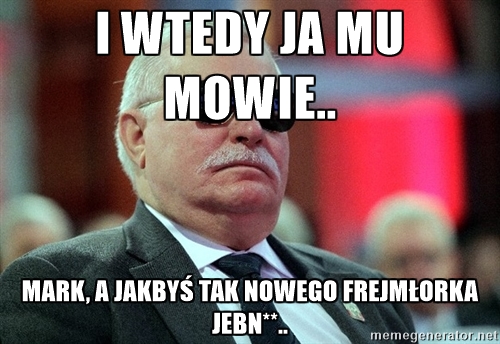 I WTEDY JA MU
MOWIE..
MARK, A JAKBYŚ TAK NOWEGO FREJMŁORKA
JEBN**..
memegenerator.net